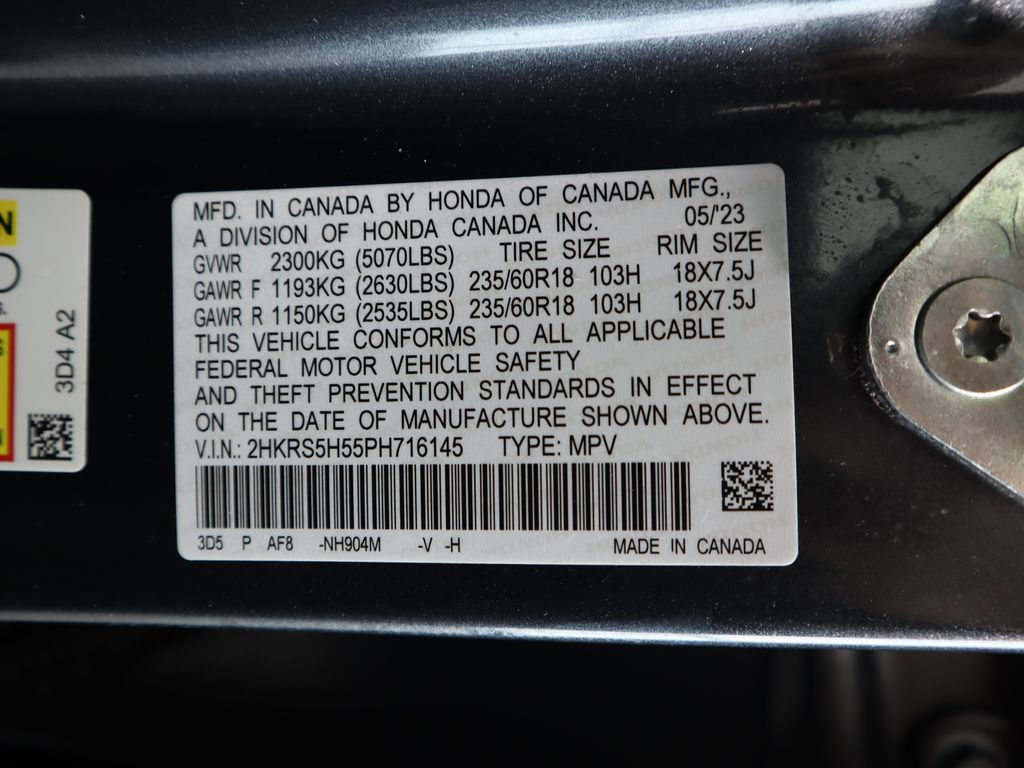 MFD. IN CANADA BY HONDA OF CANADA MFG.,
A DIVISION OF HONDA CANADA INC. 05/'23
GVWR 2300KG (5070LBS) TIRE SIZE RIM SIZE
GAWR F 1193KG (2630LBS) 235/60R18 103H 18X7.5J
GAWR R 1150KG (2535LBS) 235/60R18 103H 18X7.5J
THIS VEHICLE CONFORMS TO ALL APPLICABLE
FEDERAL MOTOR VEHICLE SAFETY
AND THEFT PREVENTION STANDARDS IN EFFECT
ON THE DATE OF MANUFACTURE SHOWN ABOVE.
V.I.N.: 2HKRS5H55PH716145 TYPE: MPV
3D5 P AF8 -NH904M -V -H MADE IN CANADA
3D4 A2